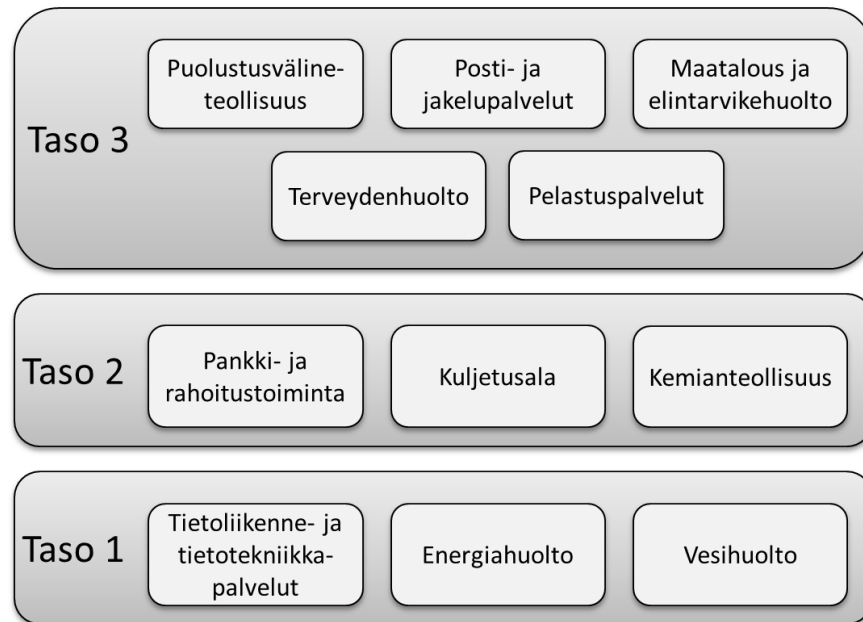 Taso 3
Puolustusväline-
teollisuus
Posti- ja
jakelupalvelut
Maatalous ja
elintarvikehuolto
Terveydenhuolto
Pelastuspalvelut
Taso 2
Pankki- ja
rahoitustoiminta
Kuljetusala
Kemianteollisuus
Taso 1
Tietoliikenne- ja
tietotekniikka-
palvelut
Energiahuolto
Vesihuolto